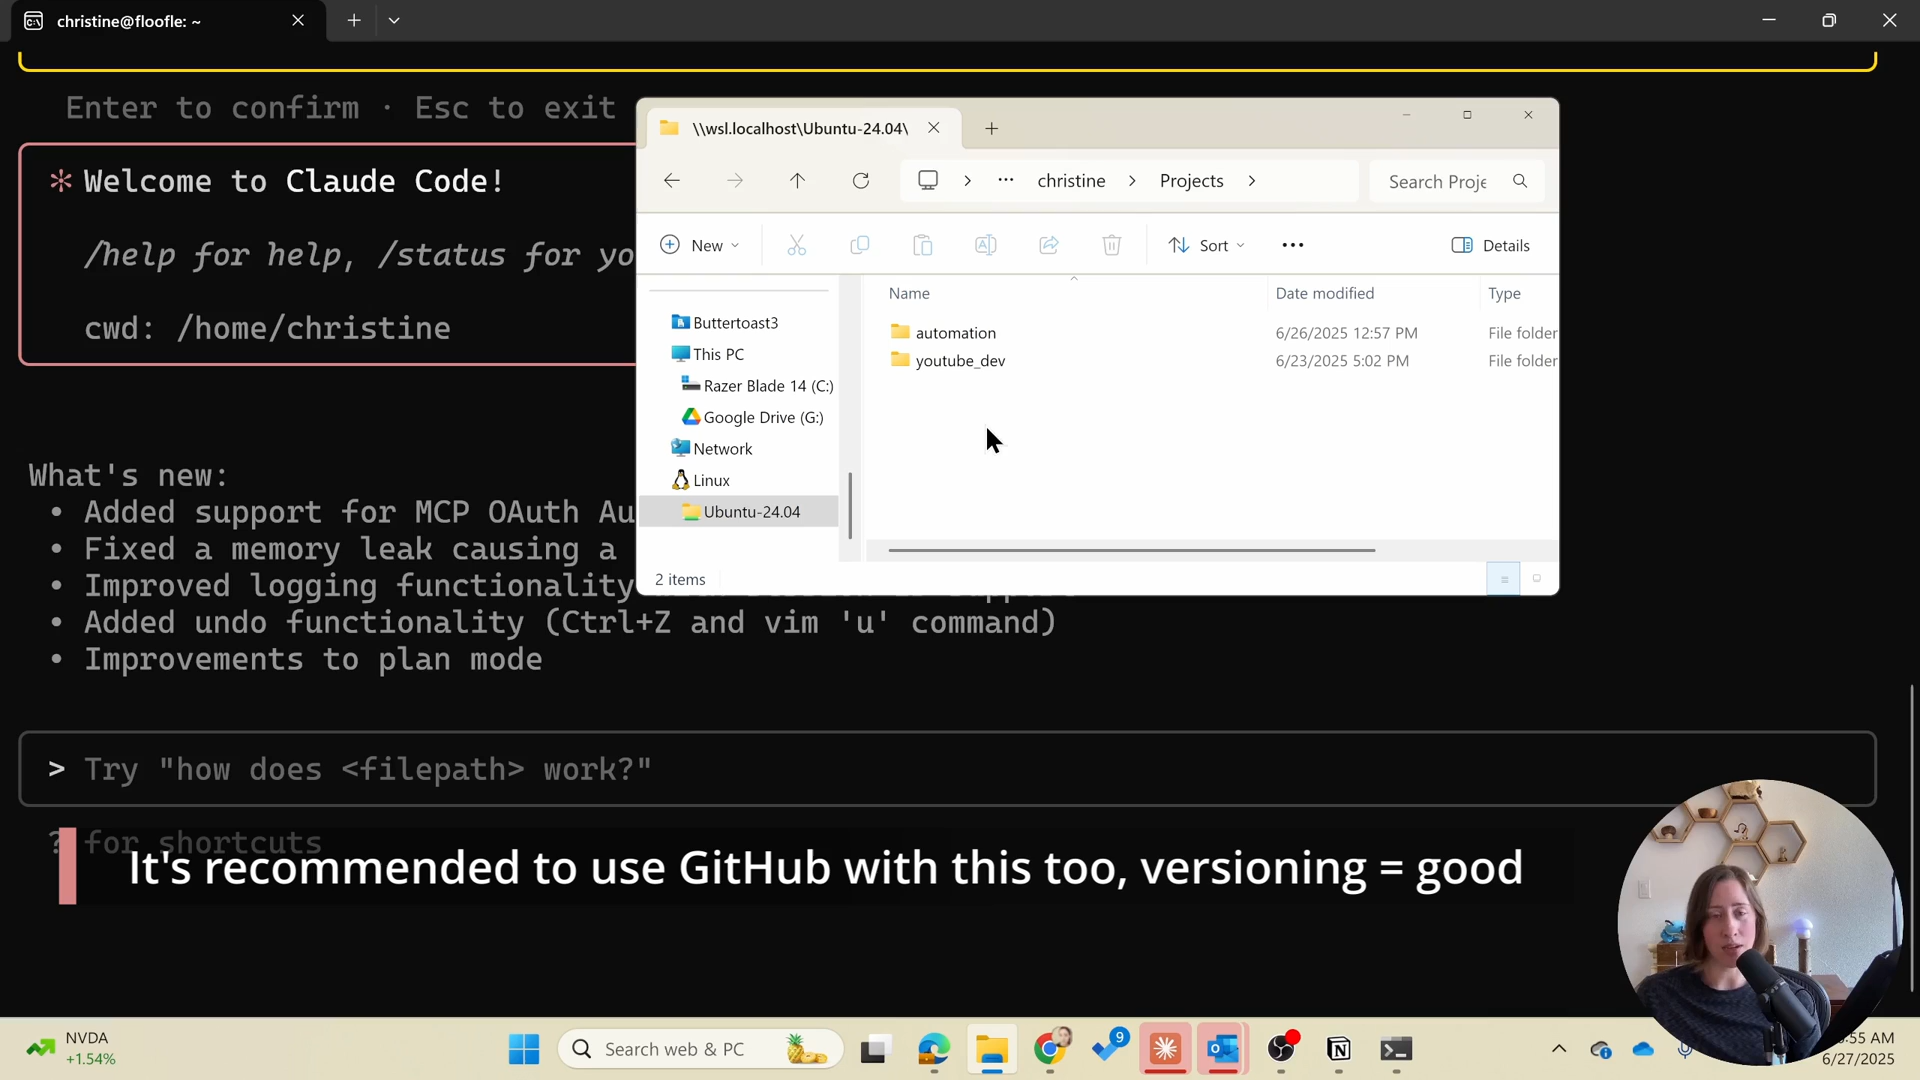 christine@floofle: ~
Enter to confirm · Esc to exit
* Welcome to Claude Code!
/help for help, /status for yo
cwd: /home/christine
What's new:
• Added support for MCP OAuth Au
• Fixed a memory leak causing a
• Improved logging functionality
• Added undo functionality (Ctrl+Z and vim 'u' command)
• Improvements to plan mode
> Try "how does <filepath> work?"
? for shortcuts
\\wsl.localhost\Ubuntu-24.04\
christine > Projects >
Search Proje
New
Sort
Details
Name
Date modified
Type
automation 6/26/2025 12:57 PM File folder
youtube_dev 6/23/2025 5:02 PM File folder
Buttertoast3
This PC
Razer Blade 14 (C:)
Google Drive (G:)
Network
Linux
Ubuntu-24.04
2 items
It's recommended to use GitHub with this too, versioning = good
NVDA
+1.54%
Search web & PC
9
:55 AM
6/27/2025